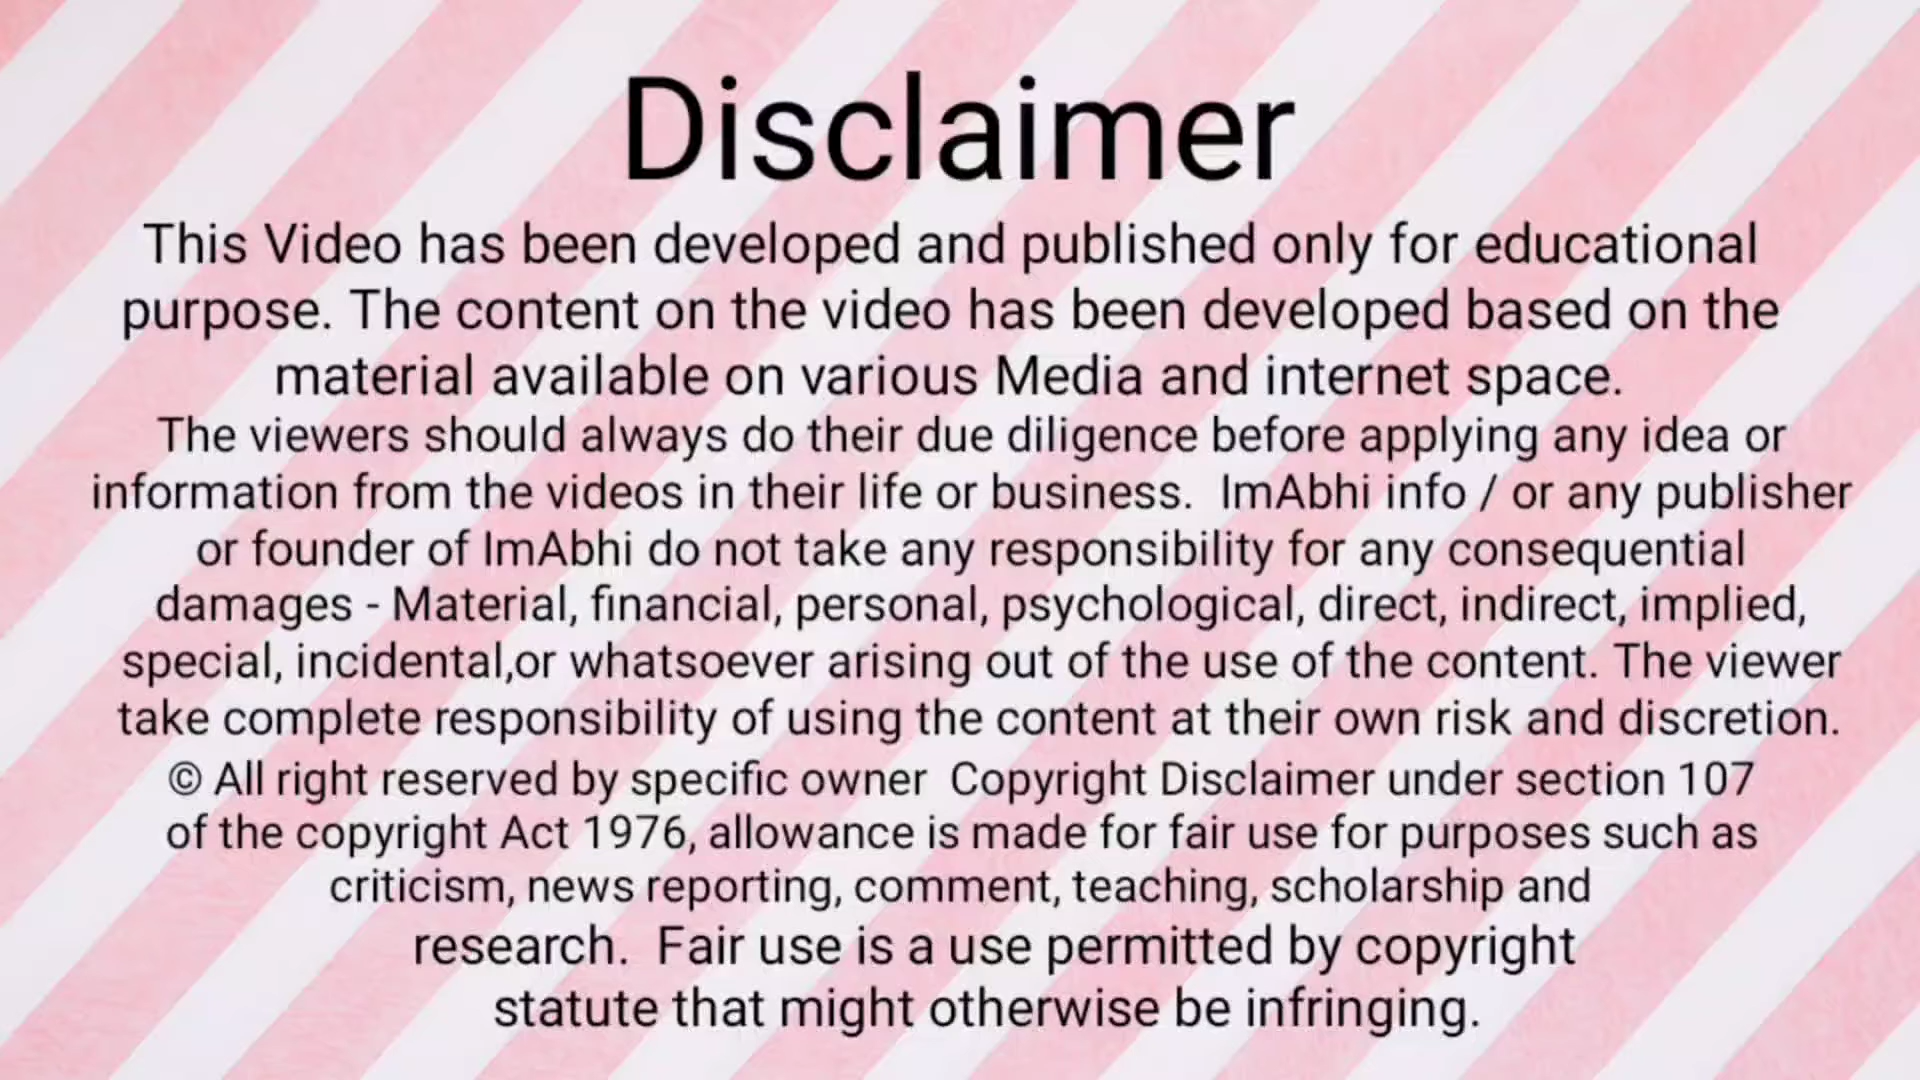 Disclaimer
This Video has been developed and published only for educational
purpose. The content on the video has been developed based on the
material available on various Media and internet space.
The viewers should always do their due diligence before applying any idea or
information from the videos in their life or business.  ImAbhi info / or any publisher
or founder of ImAbhi do not take any responsibility for any consequential
damages - Material, financial, personal, psychological, direct, indirect, implied,
special, incidental,or whatsoever arising out of the use of the content. The viewer
take complete responsibility of using the content at their own risk and discretion.
© All right reserved by specific owner  Copyright Disclaimer under section 107
of the copyright Act 1976, allowance is made for fair use for purposes such as
criticism, news reporting, comment, teaching, scholarship and
research.  Fair use is a use permitted by copyright
statute that might otherwise be infringing.